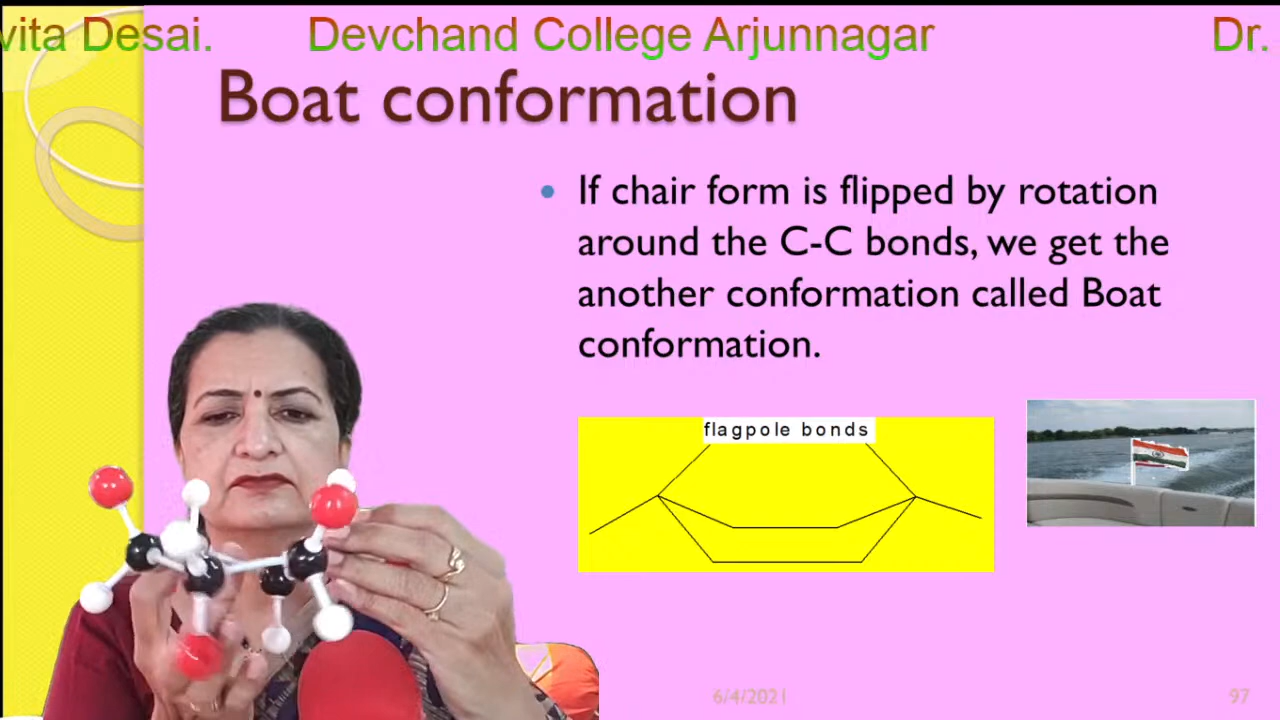 vita Desai. Devchand College Arjunnagar Dr.
Boat conformation
If chair form is flipped by rotation
around the C-C bonds, we get the
another conformation called Boat
conformation.
flagpole bonds
6/4/2021
97